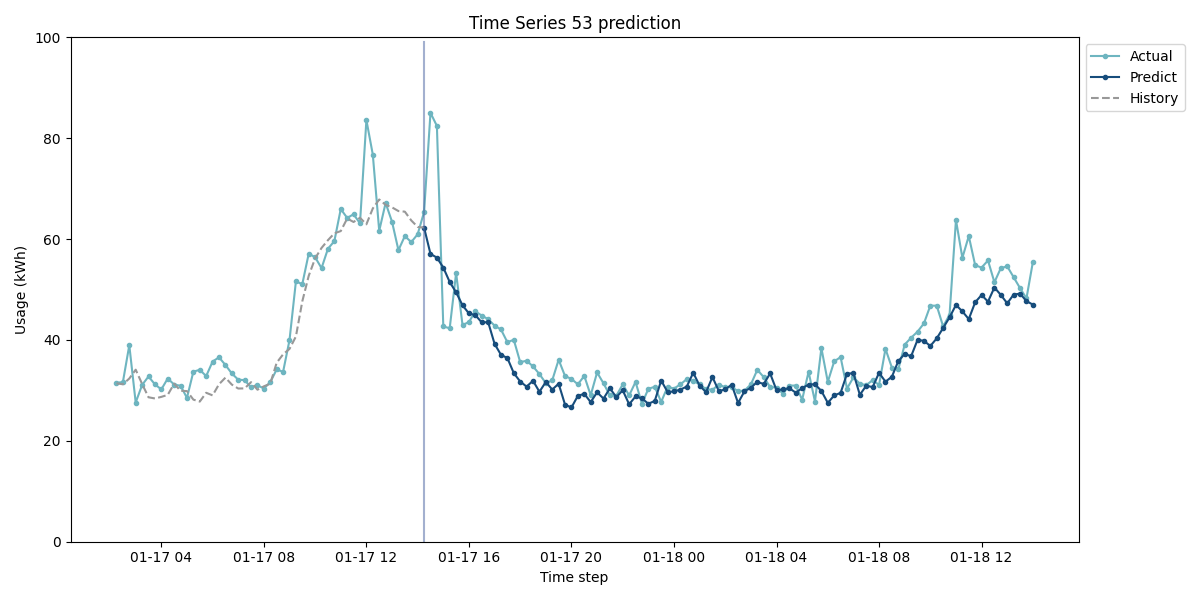 Time Series 53 prediction
Usage (kWh)
100
80
60
40
20
0
01-17 04
01-17 08
01-17 12
01-17 16
01-17 20
01-18 00
01-18 04
01-18 08
01-18 12
Time step
Actual
Predict
History